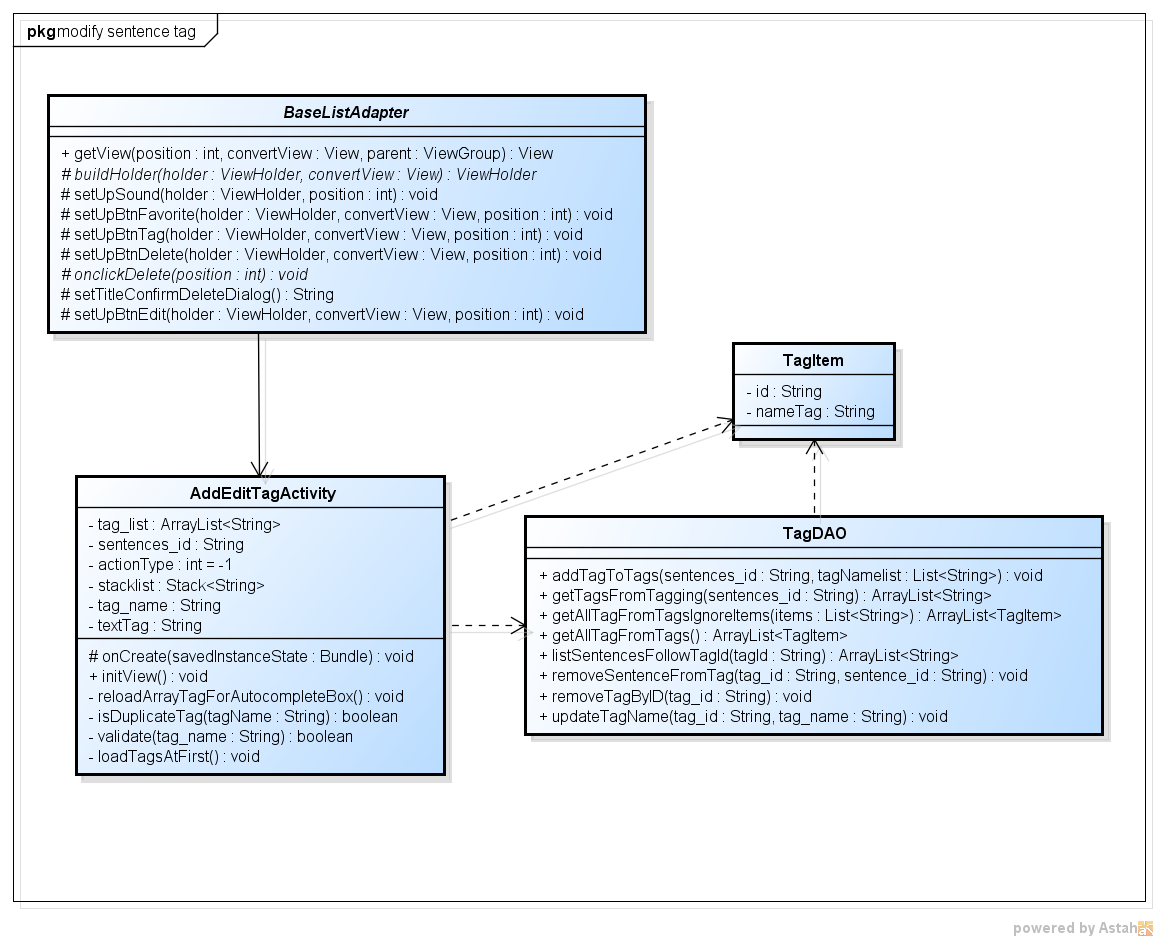 pkg modify sentence tag
BaseListAdapter
+ getView(position : int, convertView : View, parent : ViewGroup) : View
# buildHolder(holder : ViewHolder, convertView : View) : ViewHolder
# setUpSound(holder : ViewHolder, position : int) : void
# setUpBtnFavorite(holder : ViewHolder, convertView : View, position : int) : void
# setUpBtnTag(holder : ViewHolder, convertView : View, position : int) : void
# setUpBtnDelete(holder : ViewHolder, convertView : View, position : int) : void
# onclickDelete(position : int) : void
# setTitleConfirmDeleteDialog() : String
# setUpBtnEdit(holder : ViewHolder, convertView : View, position : int) : void
TagItem
- id : String
- nameTag : String
AddEditTagActivity
- tag_list : ArrayList<String>
- sentences_id : String
- actionType : int = -1
- stacklist : Stack<String>
- tag_name : String
- textTag : String
# onCreate(savedInstanceState : Bundle) : void
+ initView() : void
- reloadArrayTagForAutocompleteBox() : void
- isDuplicateTag(tagName : String) : boolean
- validate(tag_name : String) : boolean
- loadTagsAtFirst() : void
TagDAO
+ addTagToTags(sentences_id : String, tagNamelist : List<String>) : void
+ getTagsFromTagging(sentences_id : String) : ArrayList<String>
+ getAllTagFromTagsIgnoreItems(items : List<String>) : ArrayList<TagItem>
+ getAllTagFromTags() : ArrayList<TagItem>
+ listSentencesFollowTagId(tagId : String) : ArrayList<String>
+ removeSentenceFromTag(tag_id : String, sentence_id : String) : void
+ removeTagByID(tag_id : String) : void
+ updateTagName(tag_id : String, tag_name : String) : void
powered by Astah